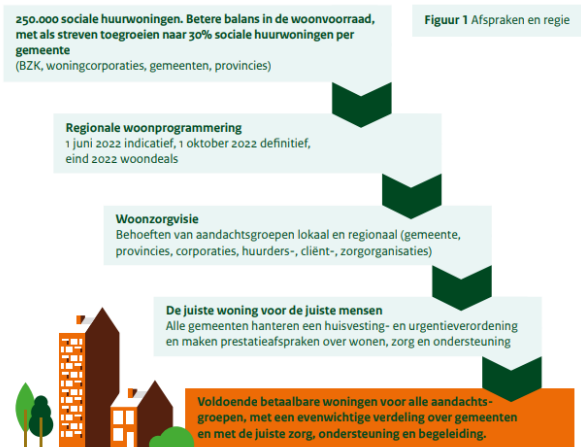 250.000 sociale huurwoningen. Betere balans in de woonvoorraad,
met als streven toegroeien naar 30% sociale huurwoningen per
gemeente
(BZK, woningcorporaties, gemeenten, provincies)
Figuur 1 Afspraken en regie
Regionale woonprogrammering
1 juni 2022 indicatief, 1 oktober 2022 definitief,
eind 2022 woondeals
Woonzorgvisie
Behoeften van aandachtsgroepen lokaal en regionaal (gemeente,
provincies, corporaties, huurders-, cliënt-, zorgorganisaties)
De juiste woning voor de juiste mensen
Alle gemeenten hanteren een huisvesting- en urgentieverordening
en maken prestatieafspraken over wonen, zorg en ondersteuning
Voldoende betaalbare woningen voor alle aandachts-
groepen, met een evenwichtige verdeling over gemeenten
en met de juiste zorg, ondersteuning en begeleiding.